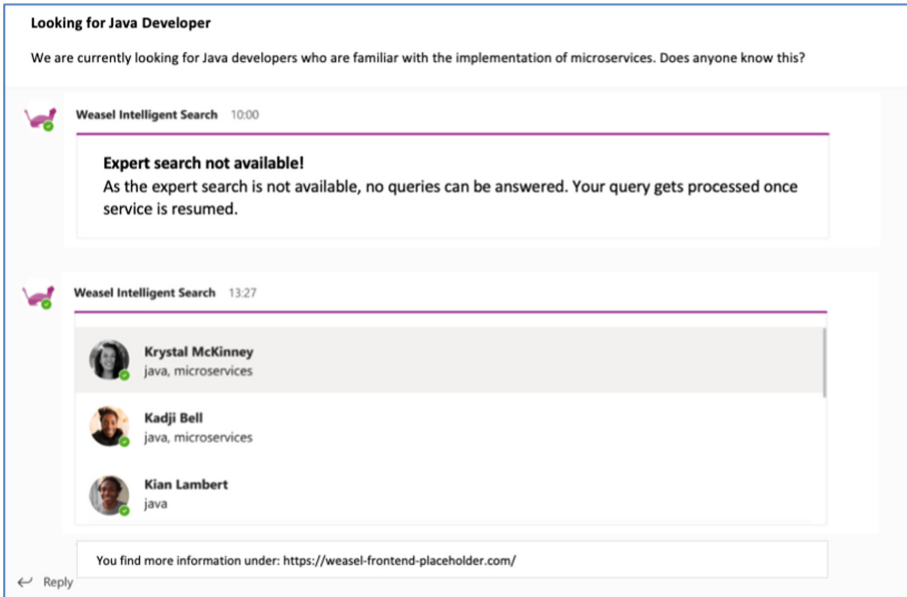 Looking for Java Developer
We are currently looking for Java developers who are familiar with the implementation of microservices. Does anyone know this?
Weasel Intelligent Search 10:00
Expert search not available!
As the expert search is not available, no queries can be answered. Your query gets processed once
service is resumed.
Weasel Intelligent Search 13:27
Krystal McKinney
java, microservices
Kadji Bell
java, microservices
Kian Lambert
java
You find more information under: https://weasel-frontend-placeholder.com/
Reply